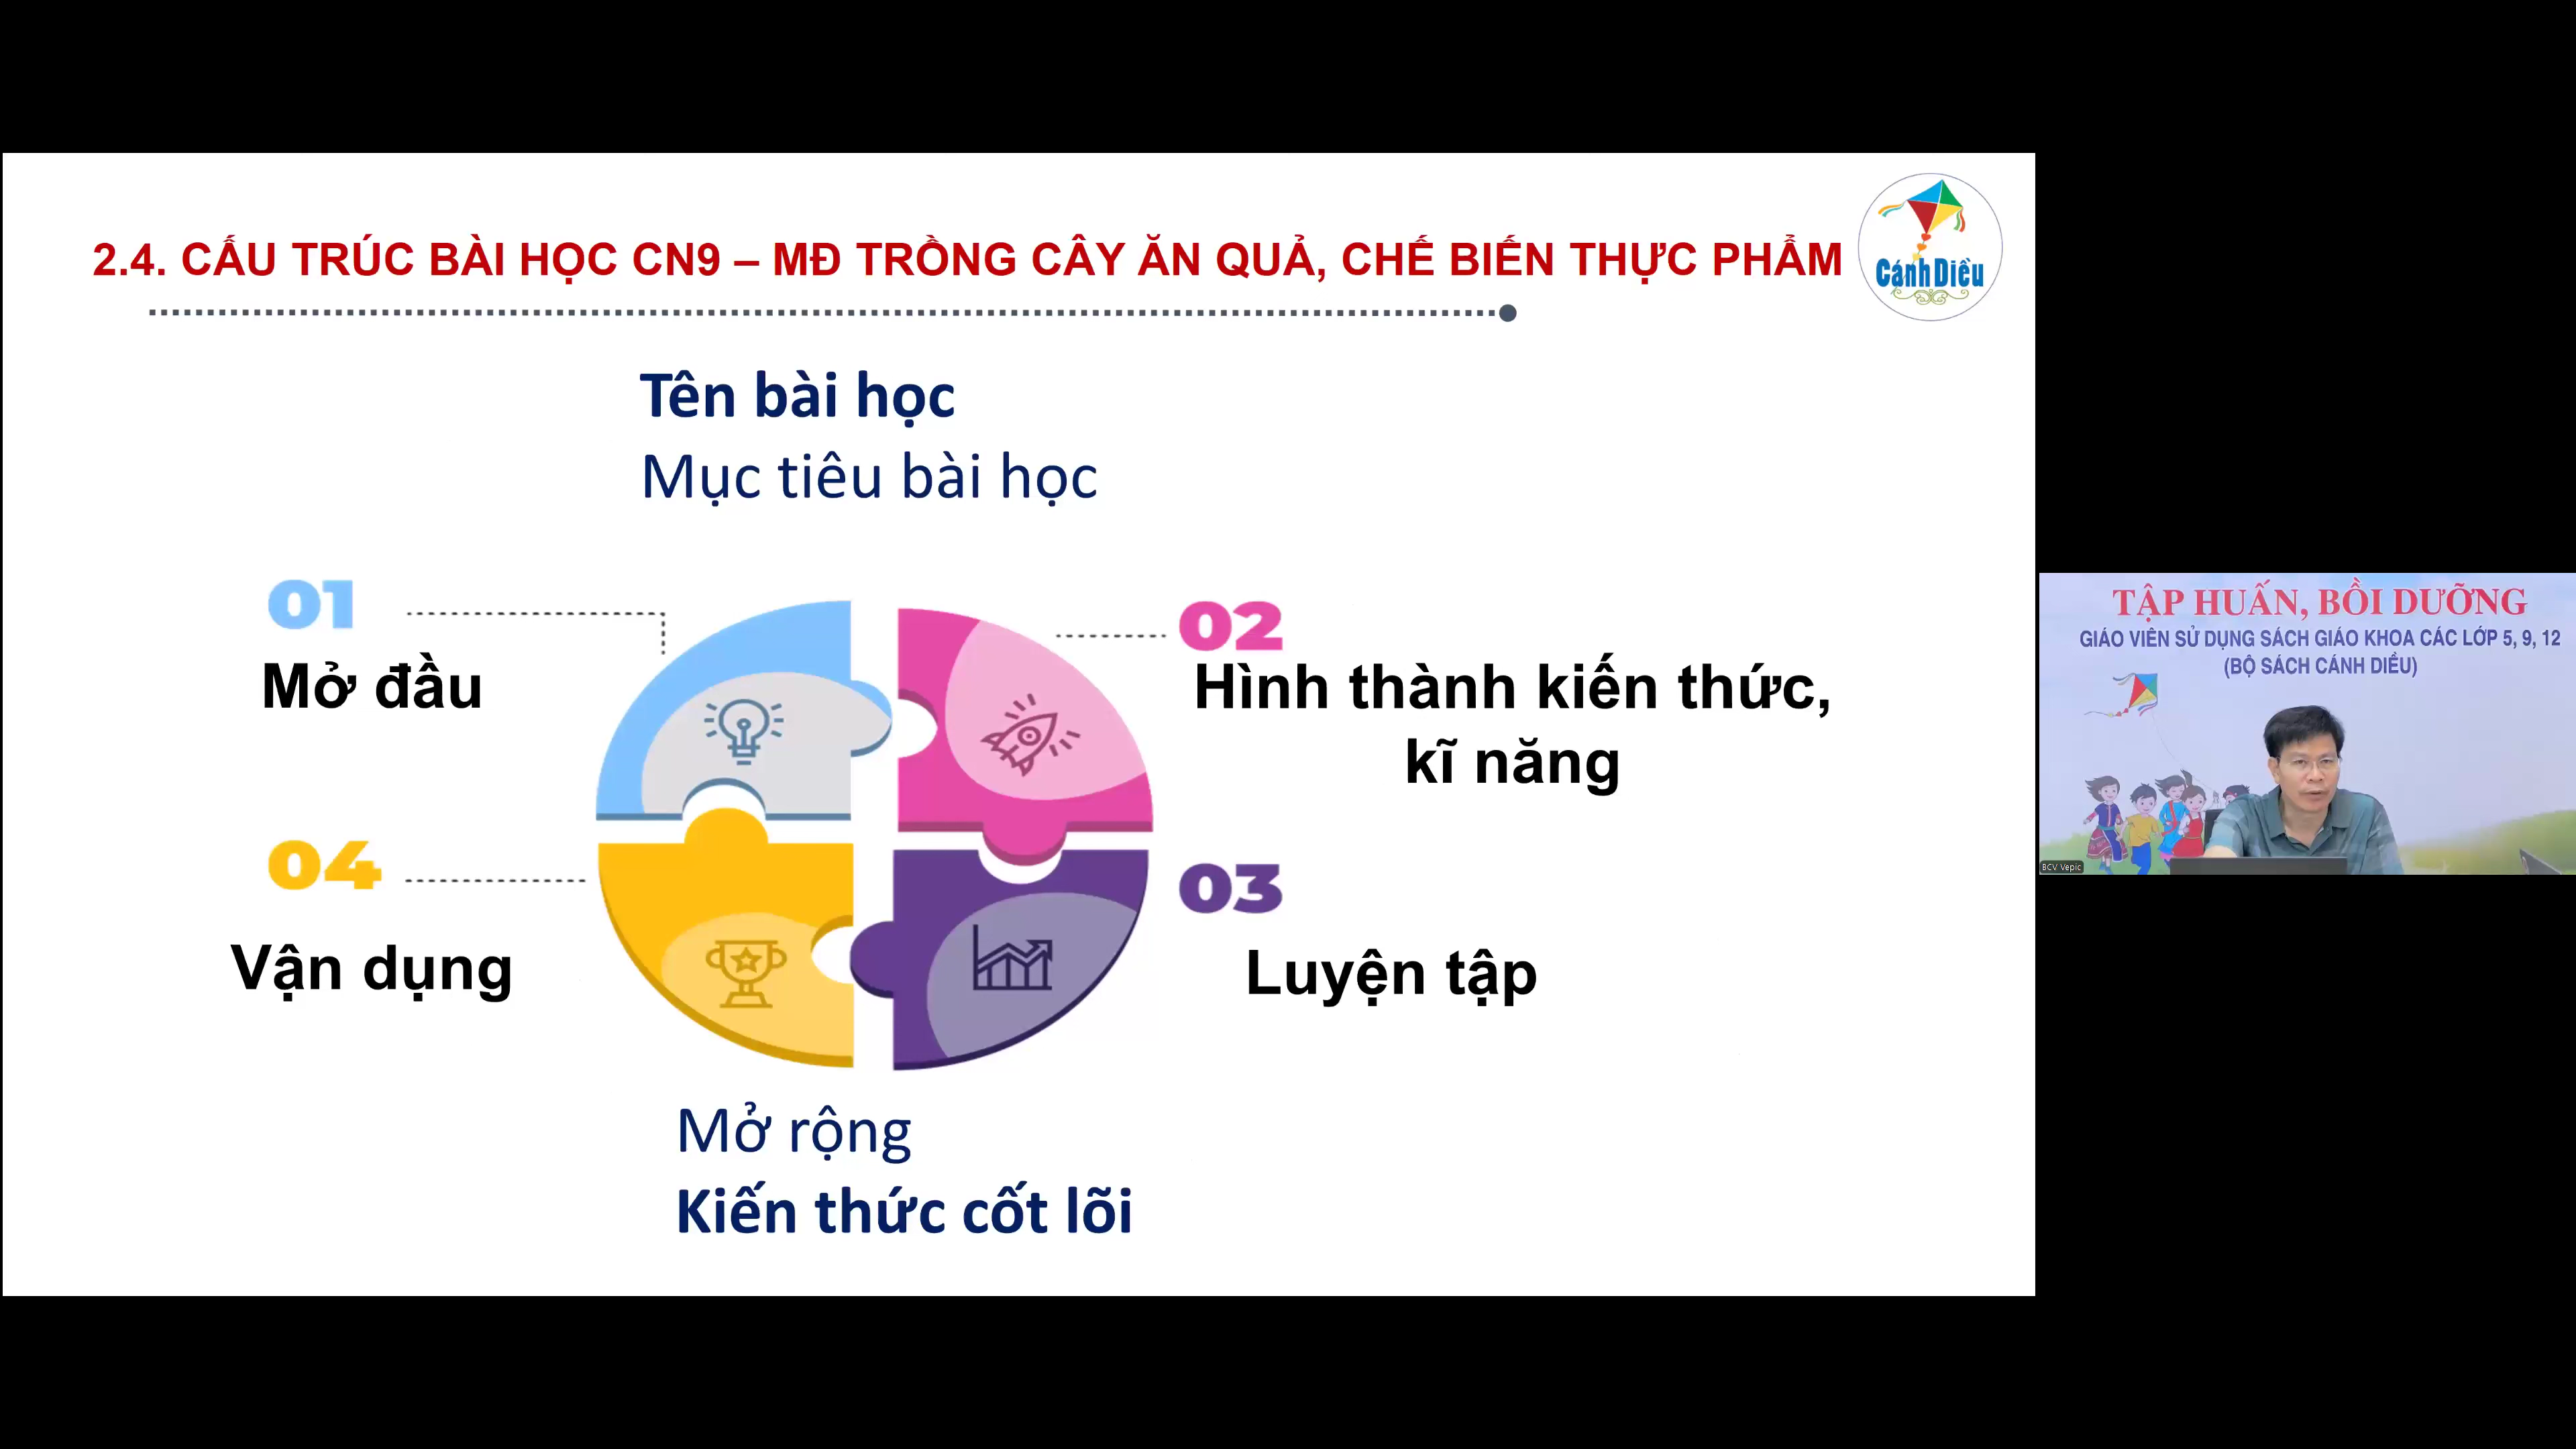 2.4. CẤU TRÚC BÀI HỌC CN9 – MĐ TRỒNG CÂY ĂN QUẢ, CHẾ BIẾN THỰC PHẨM
Cánh Diều
Tên bài học
Mục tiêu bài học
01
Mở đầu
02
Hình thành kiến thức,
kĩ năng
03
Luyện tập
04
Vận dụng
Mở rộng
Kiến thức cốt lõi
TẬP HUẤN, BỒI DƯỠNG
GIÁO VIÊN SỬ DỤNG SÁCH GIÁO KHOA CÁC LỚP 5, 9, 12
(BỘ SÁCH CÁNH DIỀU)
BCV Vepic